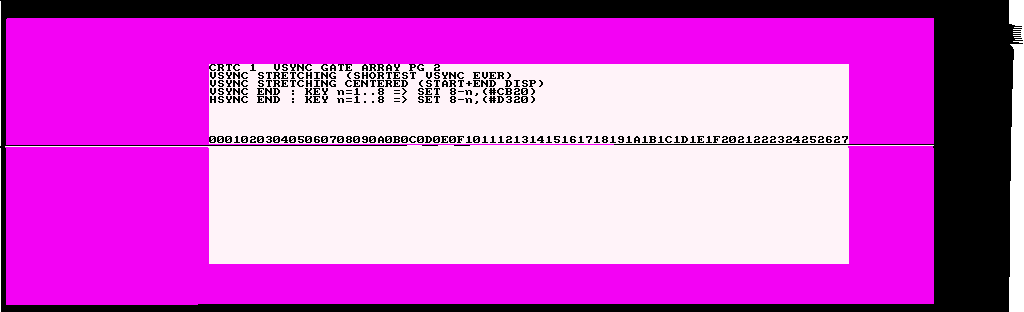 CRTC 1  VSYNC GATE ARRAY PG 2
VSYNC STRETCHING (SHORTEST VSYNC EVER)
VSYNC STRETCHING CENTERED (START+END DISP)
VSYNC END : KEY n=1..8 => SET 8-n,(#CB20)
HSYNC END : KEY n=1..8 => SET 8-n,(#D320)
000102030405060708090A0B0C0D0E0F101112131415161718191A1B1C1D1E1F2021222324252627